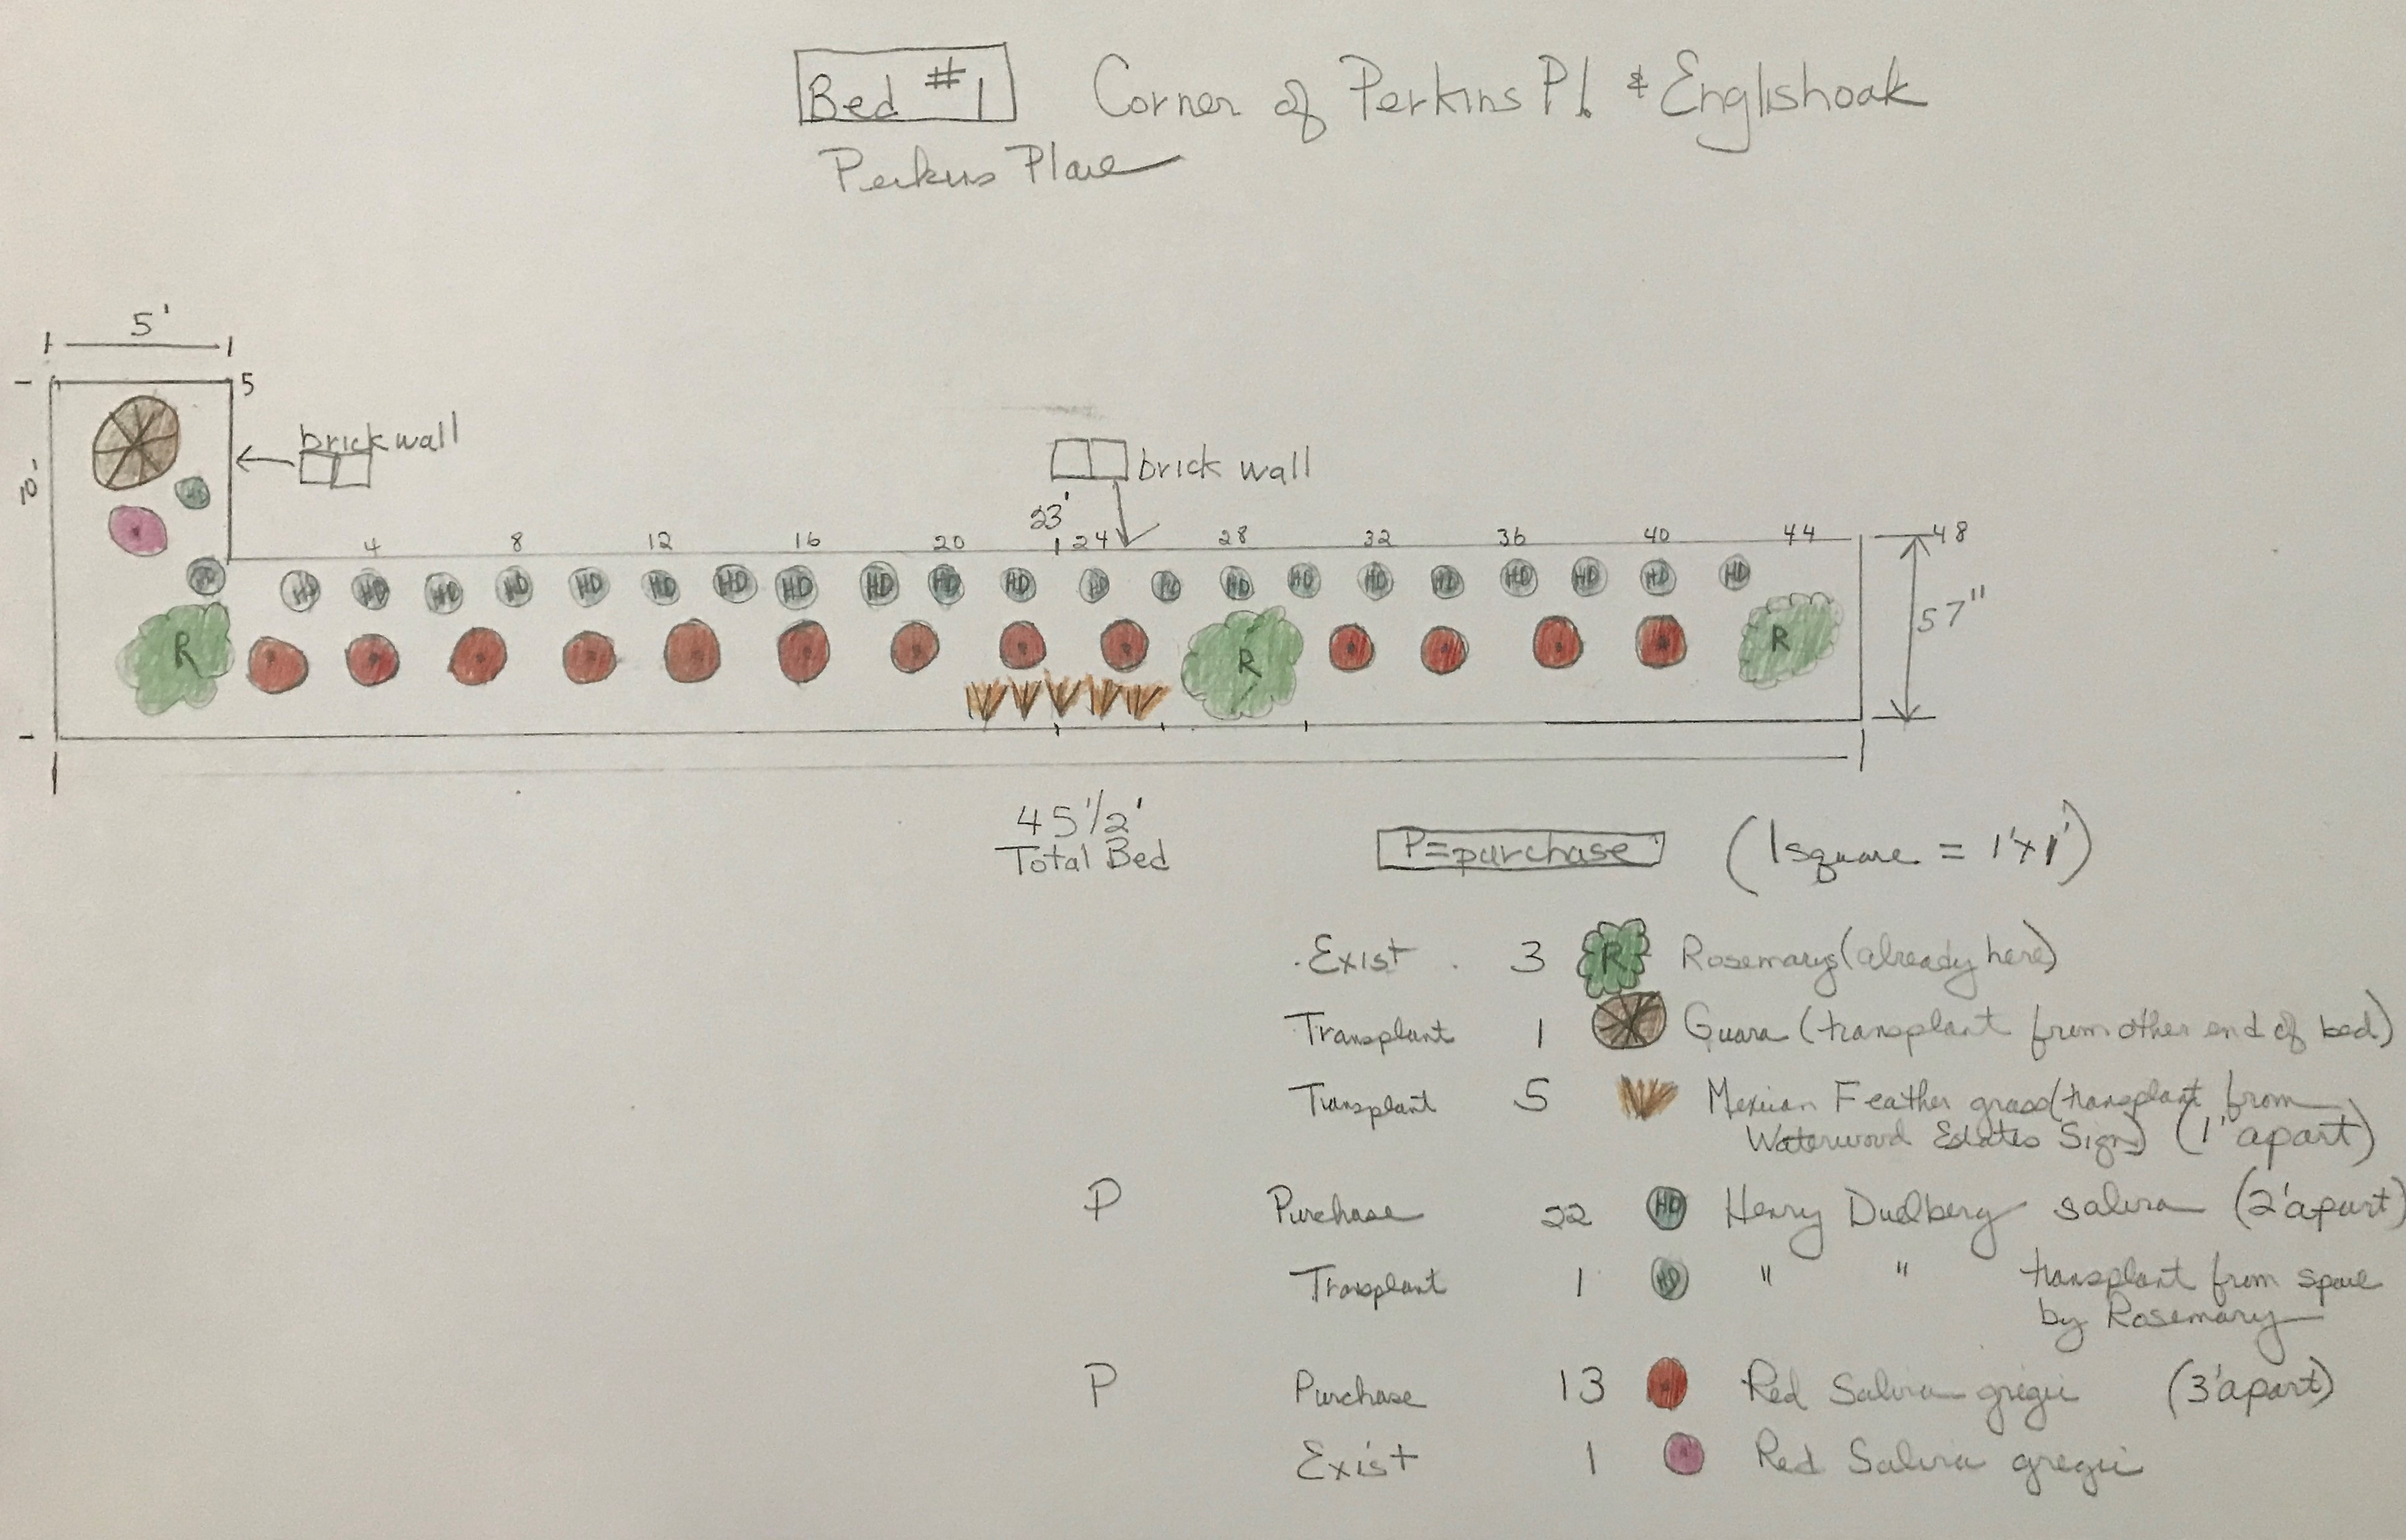 Bed #1 Corner of Perkins Pl. & Englishoak
Perkins Place
5'
5
brick wall
brick wall
10'
23'
4 8 12 16 20 24 28 32 36 40 44 48
HD
HD HD HD HD HD HD HD HD HD HD HD HD HD HD HD HD HD HD HD HD HD HD
R R R
57"
45 1/2'
Total Bed
P=purchase (1 square = 1'x1')
Exist 3 R Rosemarys (already here)
Transplant 1 Guara (transplant from other end of bed)
Transplant 5 Mexican Feather grass (transplant from
Waterwood Estates Sign) (1' apart)
P Purchase 22 HD Henry Duelberg salvia (2' apart)
Transplant 1 HD " " transplant from space
by Rosemary
P Purchase 13 Red Salvia gregii (3' apart)
Exist 1 Red Salvia gregii